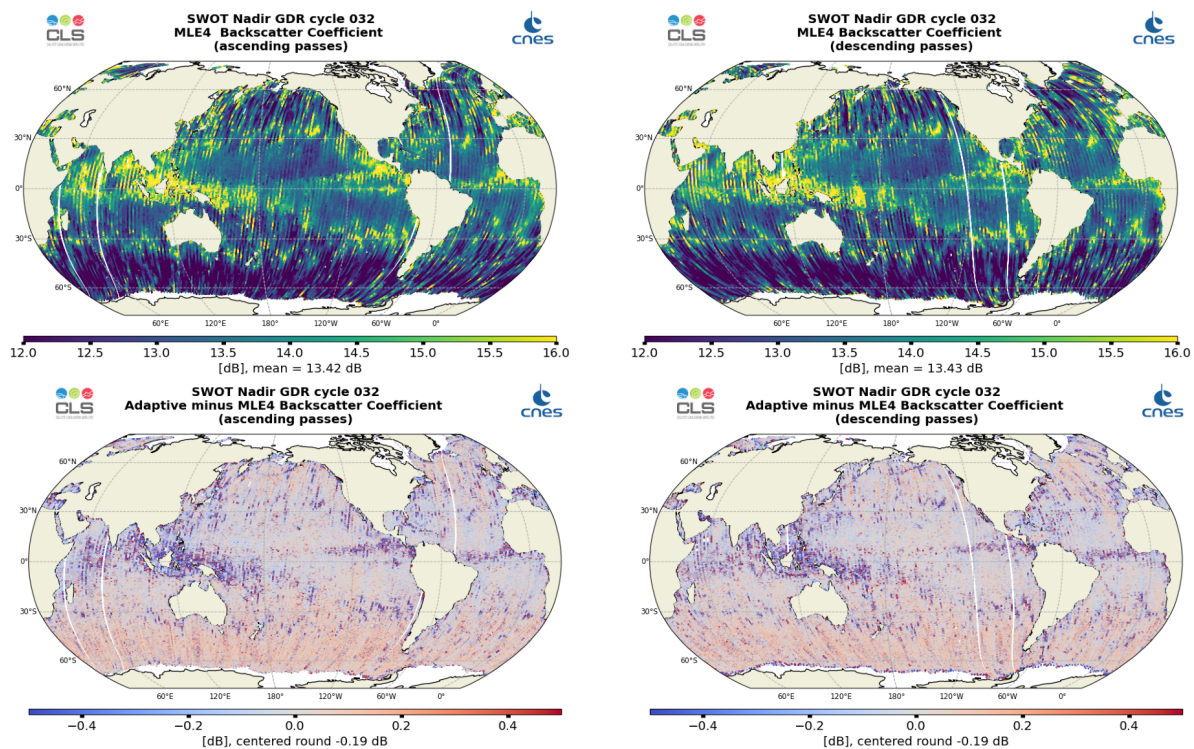 CLS
SWOT Nadir GDR cycle 032
MLE4  Backscatter Coefficient
(ascending passes)
cnes
60°N
30°N
0°
30°S
60°S
60°E 120°E 180° 120°W 60°W 0°
12.0 12.5 13.0 13.5 14.0 14.5 15.0 15.5 16.0
[dB], mean = 13.42 dB
CLS
SWOT Nadir GDR cycle 032
MLE4 Backscatter Coefficient
(descending passes)
cnes
60°N
30°N
0°
30°S
60°S
60°E 120°E 180° 120°W 60°W 0°
12.0 12.5 13.0 13.5 14.0 14.5 15.0 15.5 16.0
[dB], mean = 13.43 dB
CLS
SWOT Nadir GDR cycle 032
Adaptive minus MLE4 Backscatter Coefficient
(ascending passes)
cnes
60°N
30°N
0°
30°S
60°S
60°E 120°E 180° 120°W 60°W 0°
−0.4 −0.2 0.0 0.2 0.4
[dB], centered round -0.19 dB
CLS
SWOT Nadir GDR cycle 032
Adaptive minus MLE4 Backscatter Coefficient
(descending passes)
cnes
60°N
30°N
0°
30°S
60°S
60°E 120°E 180° 120°W 60°W 0°
−0.4 −0.2 0.0 0.2 0.4
[dB], centered round -0.19 dB